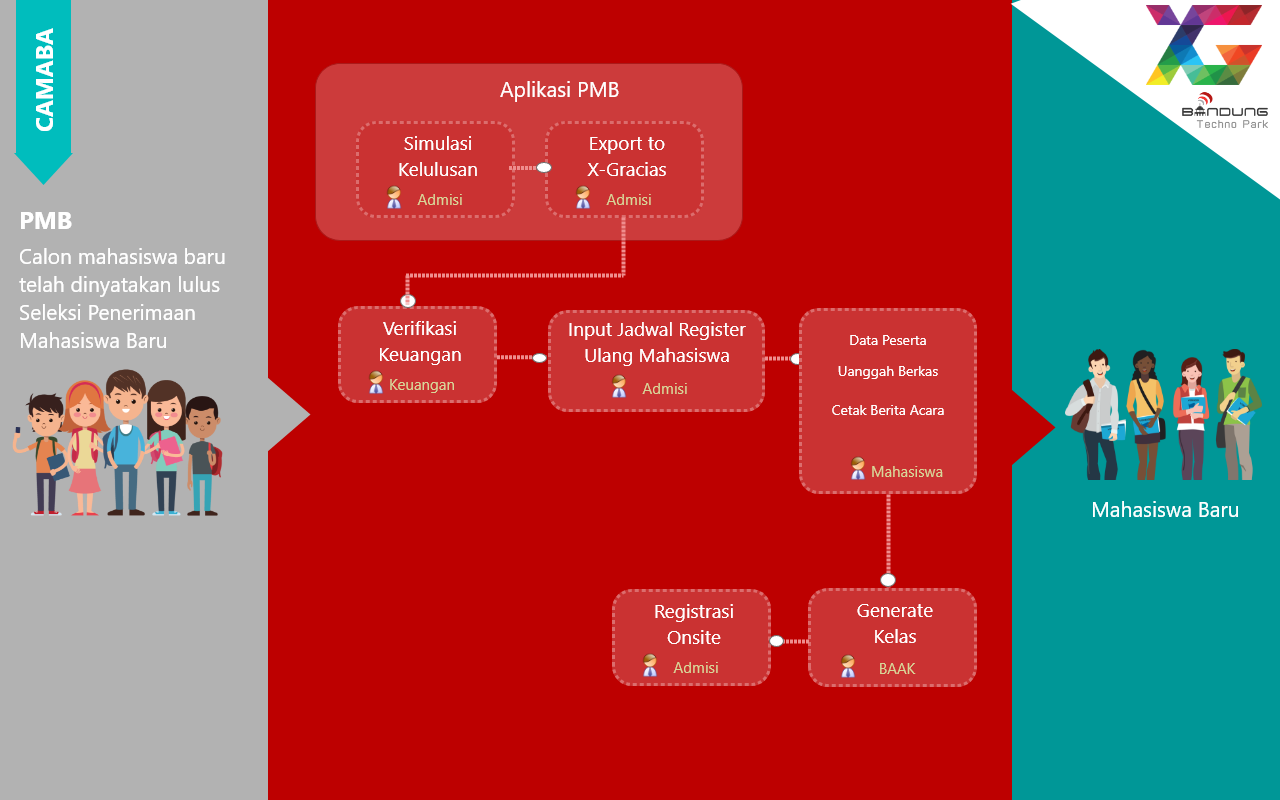 CAMABA
PMB
Calon mahasiswa baru
telah dinyatakan lulus
Seleksi Penerimaan
Mahasiswa Baru
Aplikasi PMB
Simulasi
Kelulusan
Admisi
Export to
X-Gracias
Admisi
Verifikasi
Keuangan
Keuangan
Input Jadwal Register
Ulang Mahasiswa
Admisi
Data Peserta
Uanggah Berkas
Cetak Berita Acara
Mahasiswa
Generate
Kelas
BAAK
Registrasi
Onsite
Admisi
BANDUNG
Techno Park
Mahasiswa Baru